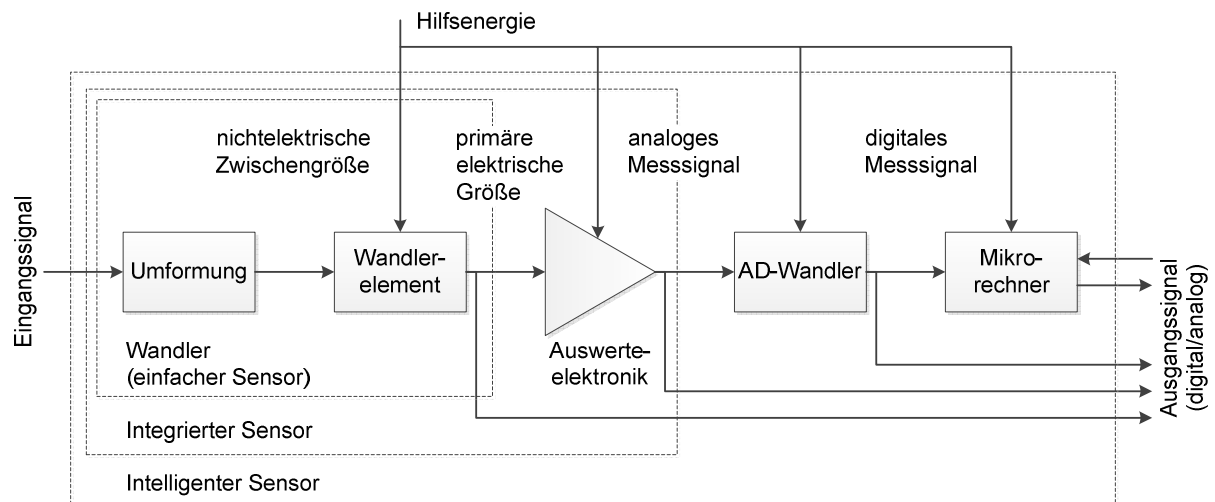 Hilfsenergie
nichtelektrische
Zwischengröße
primäre
elektrische
Größe
analoges
Messsignal
digitales
Messsignal
Eingangssignal
Umformung
Wandler-
element
AD-Wandler
Mikro-
rechner
Auswerte-
elektronik
Ausgangssignal
(digital/analog)
Wandler
(einfacher Sensor)
Integrierter Sensor
Intelligenter Sensor